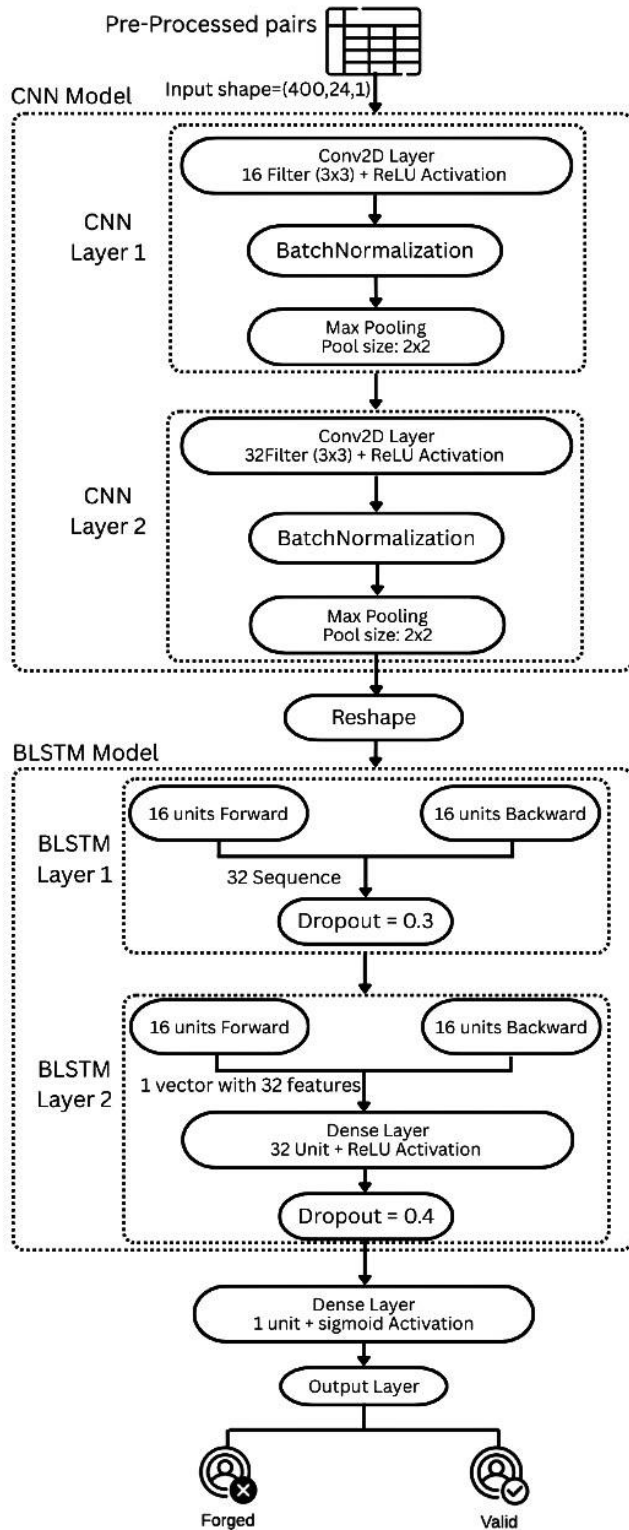 Pre-Processed pairs
Input shape=(400,24,1)
CNN Model
CNN
Layer 1
Conv2D Layer
16 Filter (3x3) + ReLU Activation
BatchNormalization
Max Pooling
Pool size: 2x2
CNN
Layer 2
Conv2D Layer
32Filter (3x3) + ReLU Activation
BatchNormalization
Max Pooling
Pool size: 2x2
Reshape
BLSTM Model
BLSTM
Layer 1
16 units Forward
16 units Backward
32 Sequence
Dropout = 0.3
BLSTM
Layer 2
16 units Forward
16 units Backward
1 vector with 32 features
Dense Layer
32 Unit + ReLU Activation
Dropout = 0.4
Dense Layer
1 unit + sigmoid Activation
Output Layer
Forged
Valid